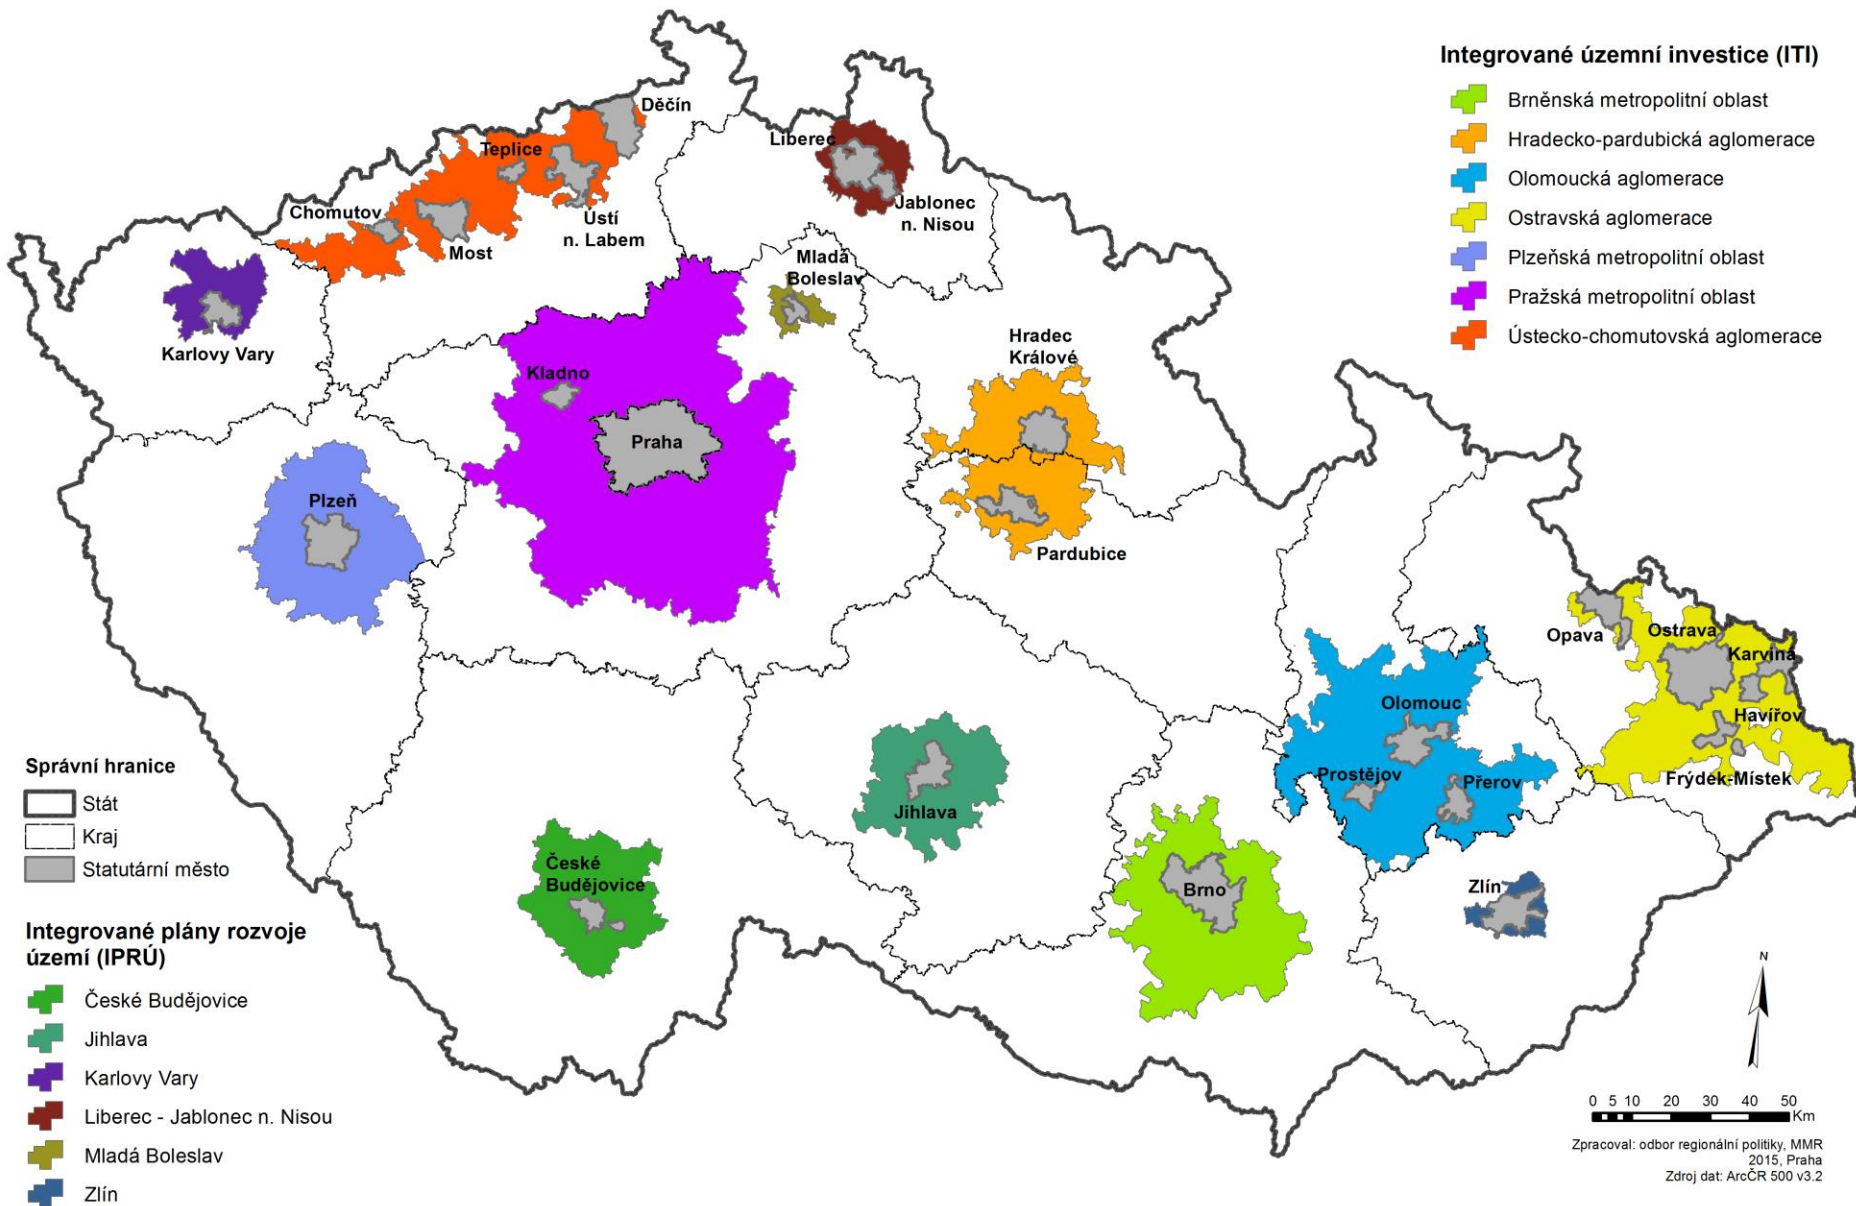 Integrované územní investice (ITI)
Brněnská metropolitní oblast
Hradecko-pardubická aglomerace
Olomoucká aglomerace
Ostravská aglomerace
Plzeňská metropolitní oblast
Pražská metropolitní oblast
Ústecko-chomutovská aglomerace
Děčín
Teplice
Liberec
Chomutov
Ústí
n. Labem
Jablonec
n. Nisou
Most
Mladá
Boleslav
Karlovy Vary
Hradec
Králové
Kladno
Praha
Plzeň
Pardubice
Opava
Ostrava
Karviná
Olomouc
Havířov
Prostějov
Přerov
Frýdek-Místek
Jihlava
České
Budějovice
Brno
Zlín
Správní hranice
Stát
Kraj
Statutární město
Integrované plány rozvoje
území (IPRÚ)
České Budějovice
Jihlava
Karlovy Vary
Liberec - Jablonec n. Nisou
Mladá Boleslav
Zlín
N
0 5 10 20 30 40 50
Km
Zpracoval: odbor regionální politiky, MMR
2015, Praha
Zdroj dat: ArcČR 500 v3.2